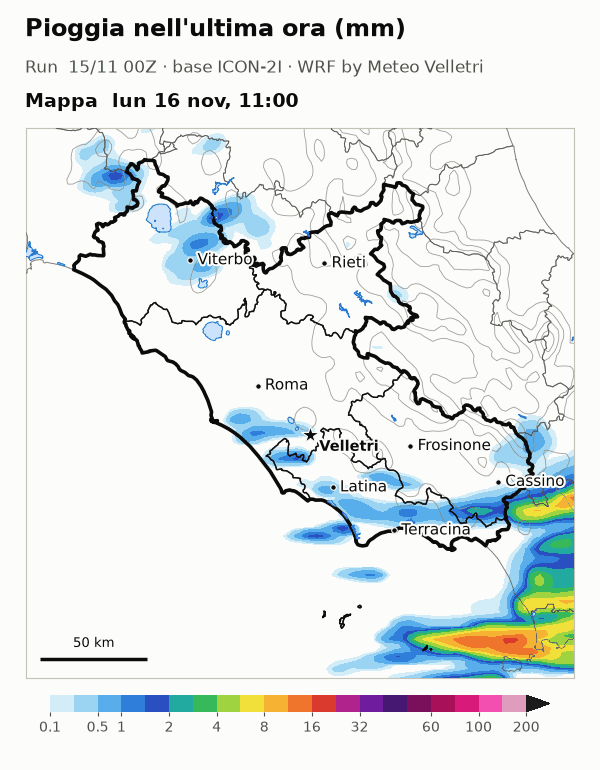 Pioggia nell'ultima ora (mm)
Run 15/11 00Z · base ICON-2I · WRF by Meteo Velletri
Mappa lun 16 nov, 11:00
Viterbo
Rieti
Roma
Velletri
Frosinone
Latina
Cassino
Terracina
50 km
0.1 0.5 1 2 4 8 16 32 60 100 200